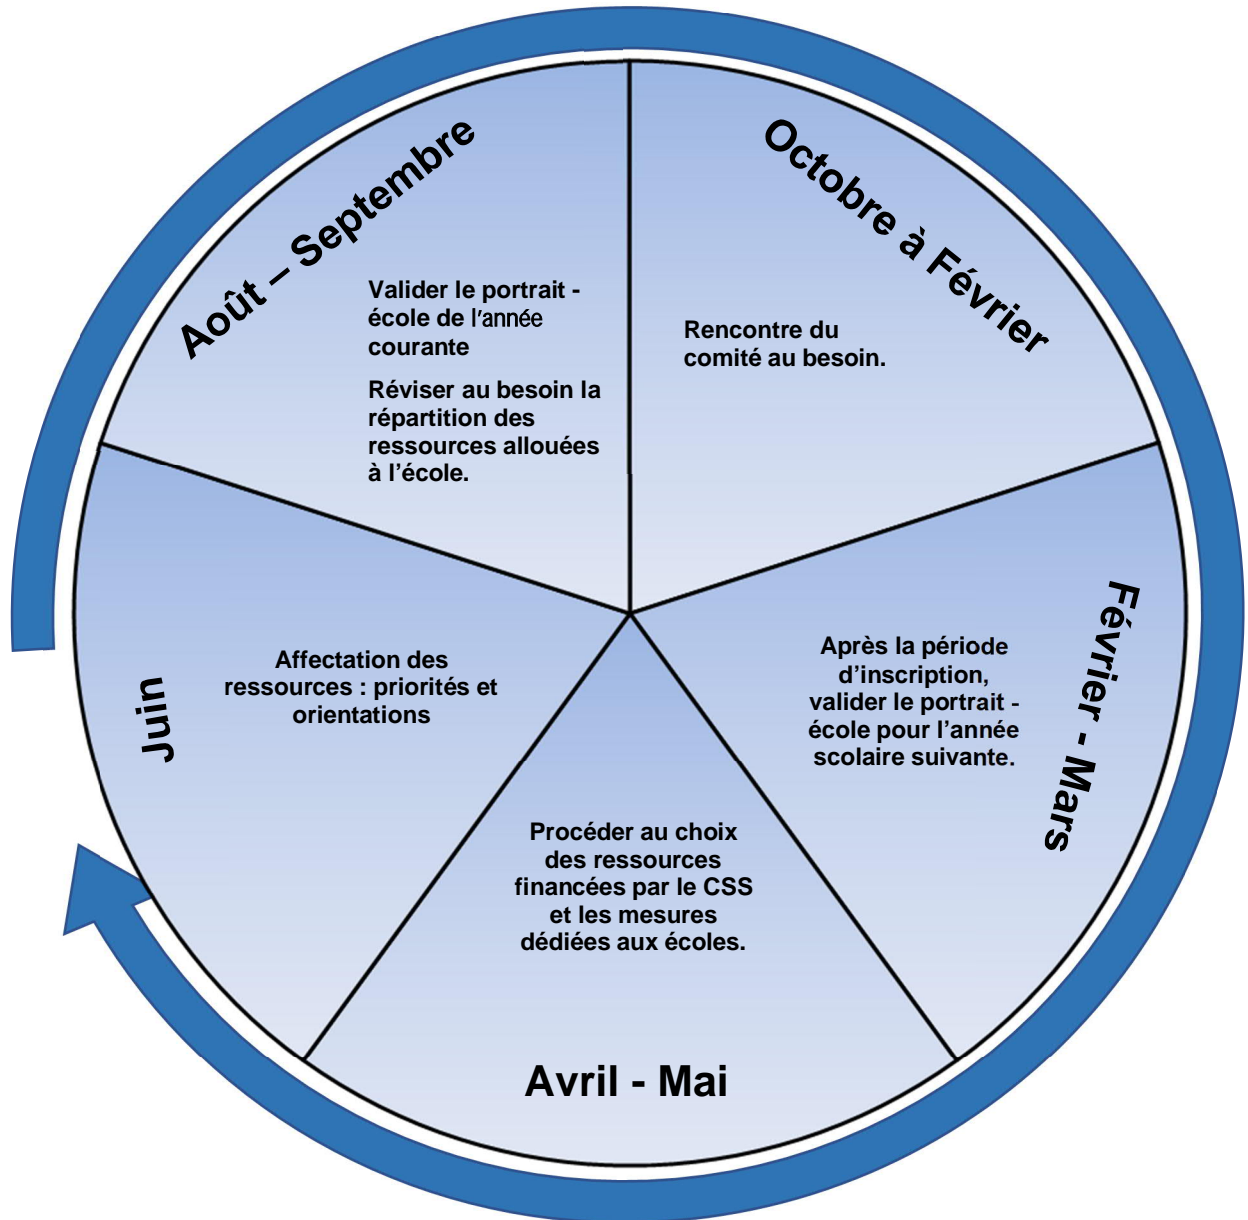 Août – Septembre
Valider le portrait -
école de l’année
courante
Réviser au besoin la
répartition des
ressources allouées
à l’école.
Octobre à Février
Rencontre du
comité au besoin.
Février - Mars
Après la période
d’inscription,
valider le portrait -
école pour l’année
scolaire suivante.
Avril - Mai
Procéder au choix
des ressources
financées par le CSS
et les mesures
dédiées aux écoles.
Juin
Affectation des
ressources : priorités et
orientations